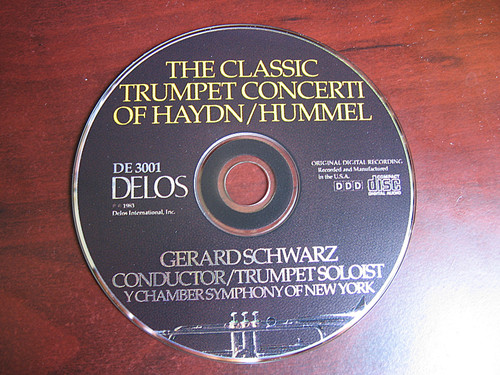 THE CLASSIC
TRUMPET CONCERTI
OF HAYDN/HUMMEL
DE 3001
DELOS
℗ © 1983
Delos International, Inc.
ORIGINAL DIGITAL RECORDING
Recorded and Manufactured
in the U.S.A.
DDD
COMPACT
disc
DIGITAL AUDIO
GERARD SCHWARZ
CONDUCTOR/TRUMPET SOLOIST
Y CHAMBER SYMPHONY OF NEW YORK